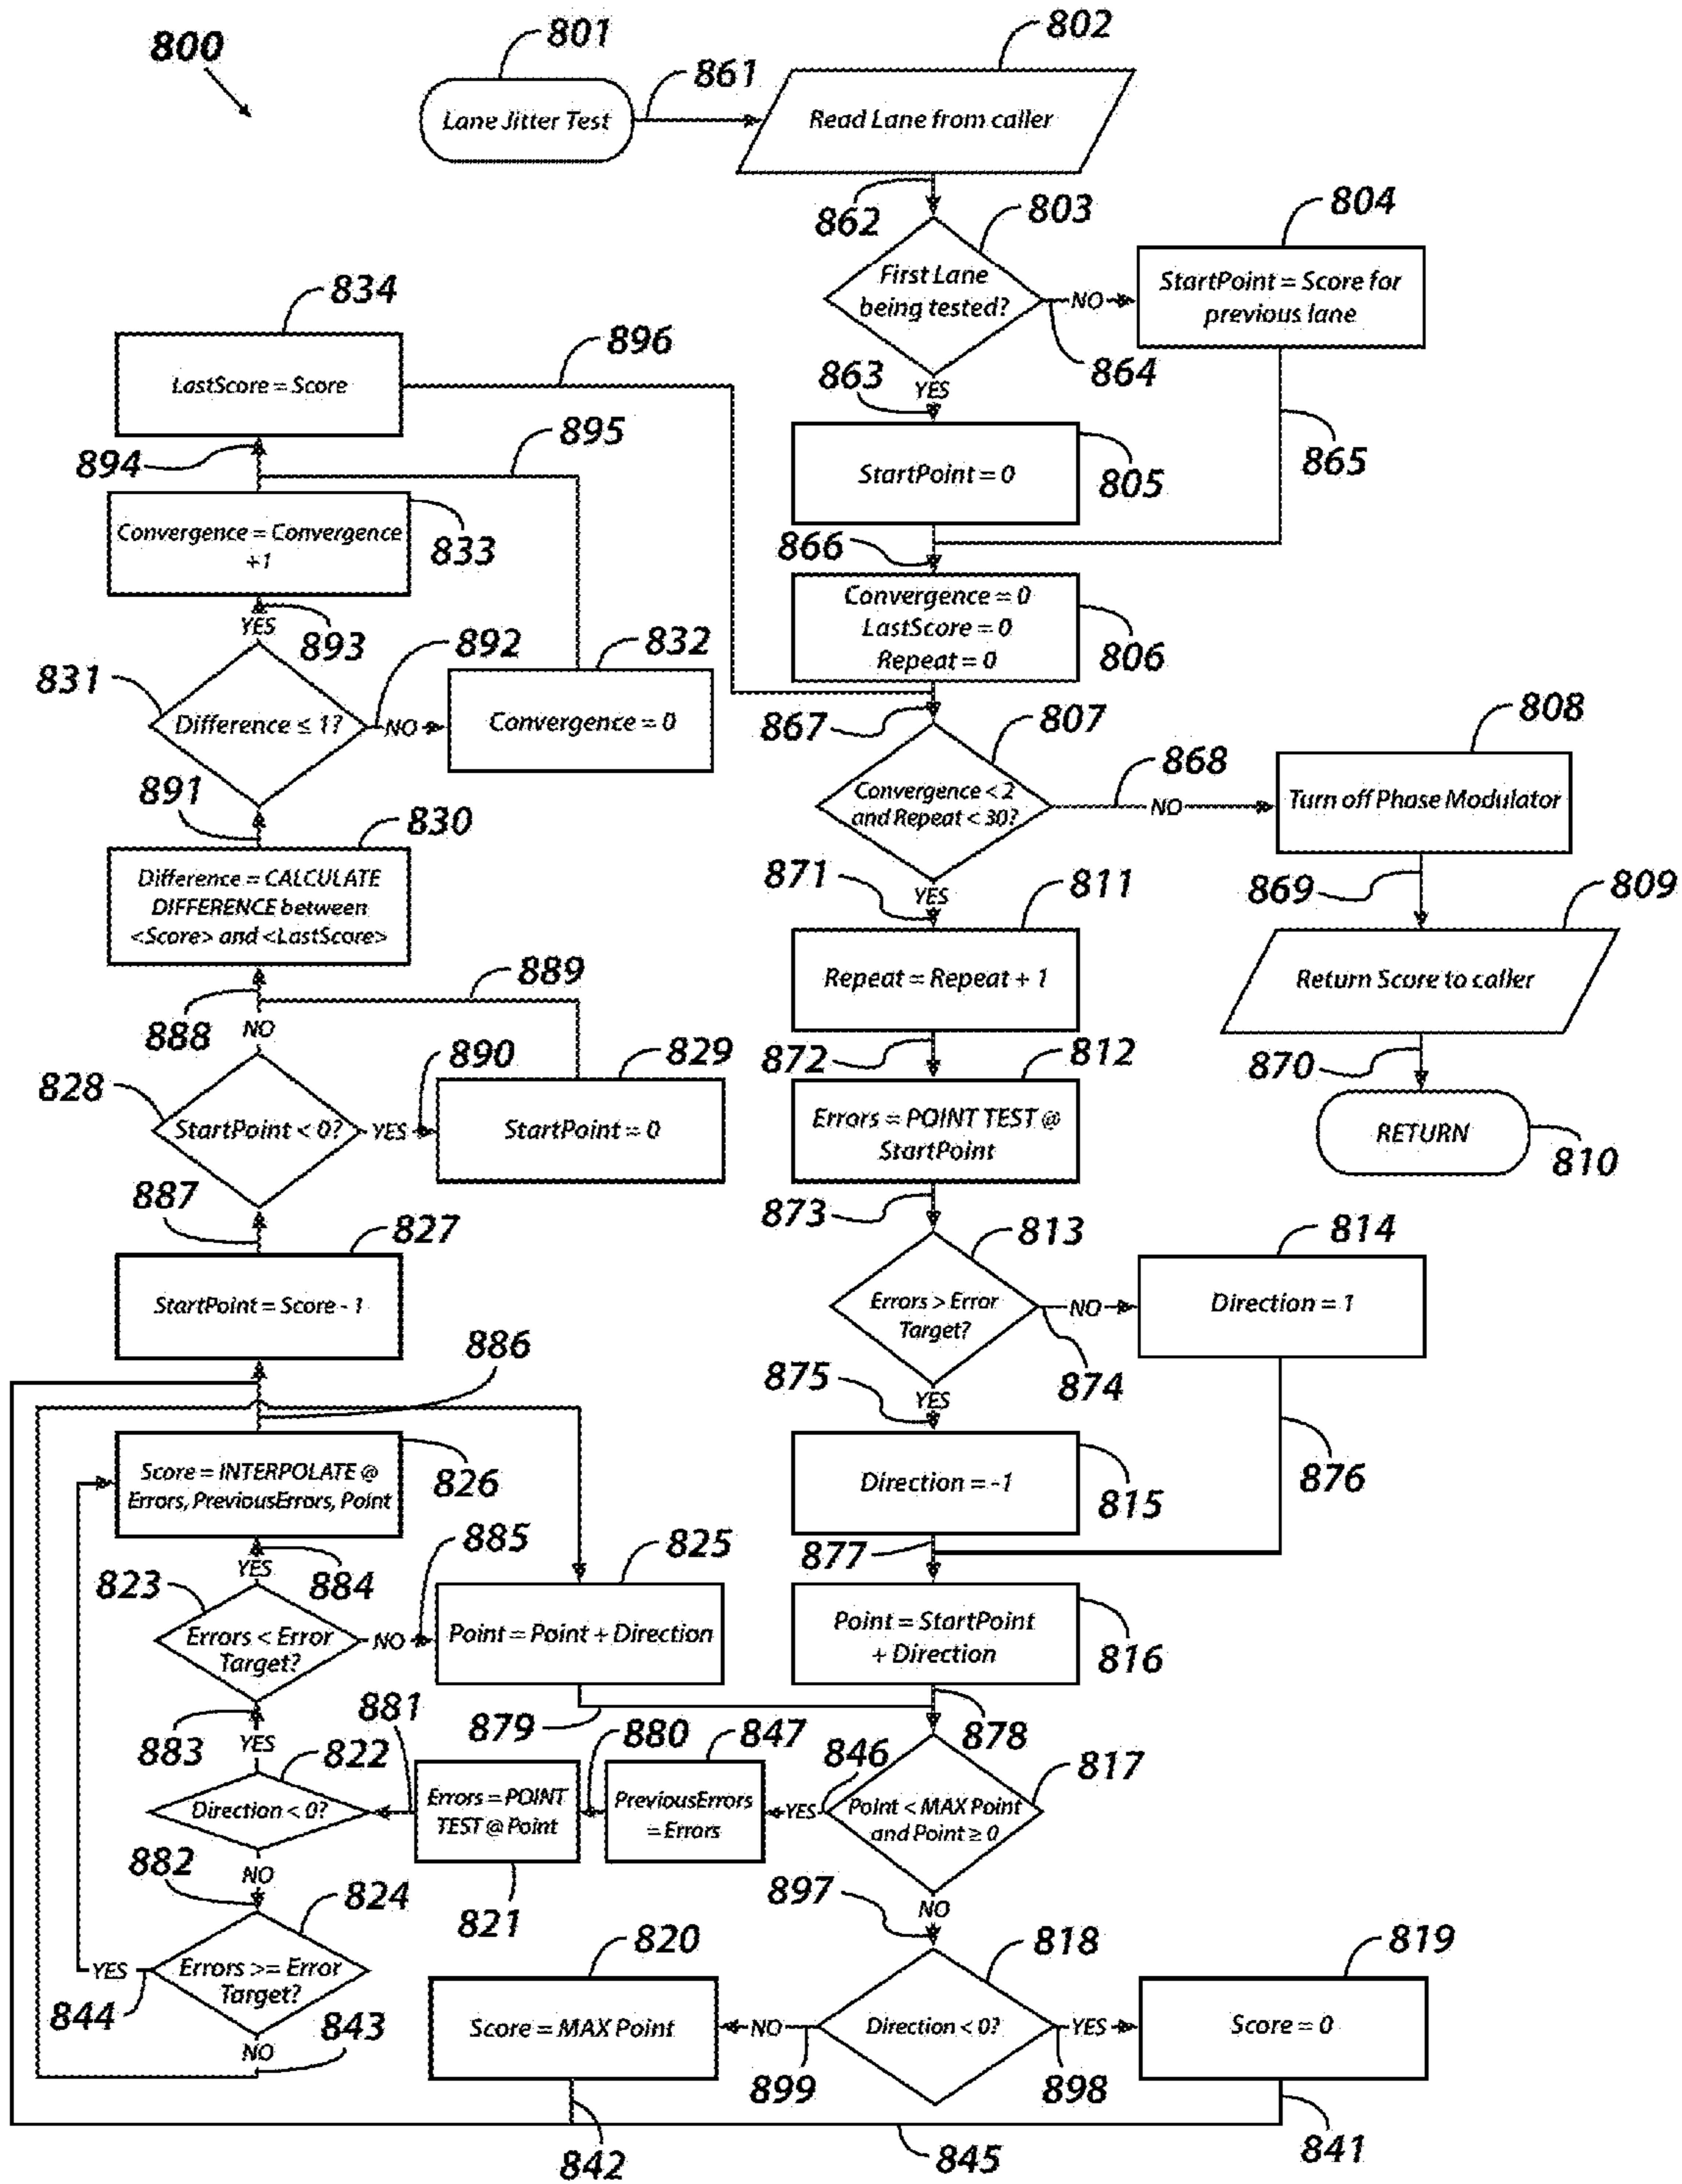 800
801
Lane Jitter Test
861
802
Read Lane from caller
862
803
First Lane
being tested?
NO
864
804
StartPoint = Score for
previous lane
865
863
YES
StartPoint = 0
805
866
Convergence = 0
LastScore = 0
Repeat = 0
806
867
807
Convergence < 2
and Repeat < 30?
868
NO
808
Turn off Phase Modulator
869
809
Return Score to caller
870
RETURN
810
871
YES
811
Repeat = Repeat + 1
872
812
Errors = POINT TEST @
StartPoint
873
813
Errors > Error
Target?
NO
874
814
Direction = 1
876
875
YES
Direction = -1
815
877
Point = StartPoint
+ Direction
816
878
817
Point < MAX Point
and Point ≥ 0
846
YES
847
PreviousErrors
= Errors
880
Errors = POINT
TEST @ Point
821
881
897
NO
818
Direction < 0?
YES
898
819
Score = 0
841
NO
899
820
Score = MAX Point
842
845
822
Direction < 0?
882
NO
824
Errors >= Error
Target?
YES
844
843
NO
883
YES
823
Errors < Error
Target?
NO
885
825
Point = Point + Direction
879
YES
884
Score = INTERPOLATE @
Errors, PreviousErrors, Point
826
886
827
StartPoint = Score - 1
887
828
StartPoint < 0?
YES
890
829
StartPoint = 0
889
888
NO
830
Difference = CALCULATE
DIFFERENCE between
<Score> and <LastScore>
891
831
Difference ≤ 1?
NO
892
832
Convergence = 0
895
YES
893
Convergence = Convergence
+1
833
894
834
LastScore = Score
896